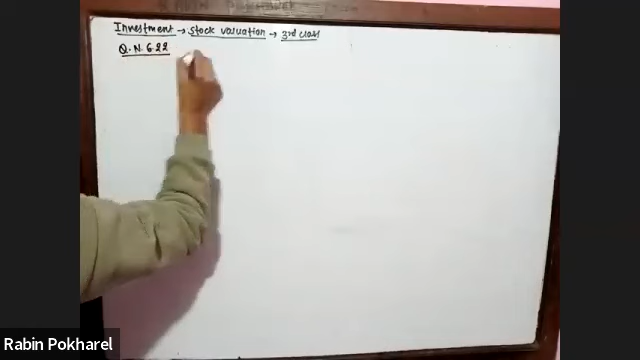 Investment → Stock valuation → 3rd class
Q.N. 6.22
Rabin Pokharel